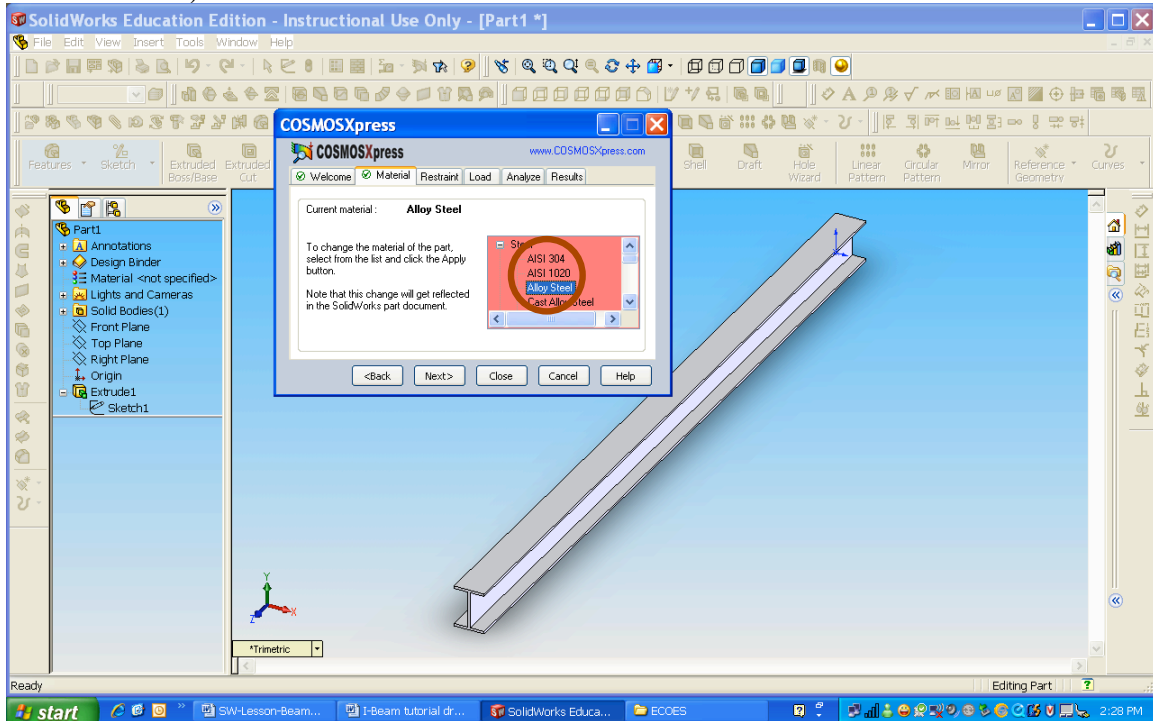 SolidWorks Education Edition - Instructional Use Only - [Part1 *]
File Edit View Insert Tools Window Help
COSMOSXpress
COSMOSXpress www.COSMOSXpress.com
Welcome Material Restraint Load Analyze Results
Current material : Alloy Steel
To change the material of the part,
select from the list and click the Apply
button.
Note that this change will get reflected
in the SolidWorks part document.
Steel
AISI 304
AISI 1020
Alloy Steel
Cast Alloy Steel
<Back Next> Close Cancel Help
Features Sketch Extruded Boss/Base Extruded Cut Shell Draft Hole Wizard Linear Pattern Circular Pattern Mirror Reference Geometry Curves
Part1
Annotations
Design Binder
Material <not specified>
Lights and Cameras
Solid Bodies(1)
Front Plane
Top Plane
Right Plane
Origin
Extrude1
Sketch1
Y
Z X
*Trimetric
Ready Editing Part
start SW-Lesson-Beam... I-Beam tutorial dr... SolidWorks Educa... ECOES 2:28 PM